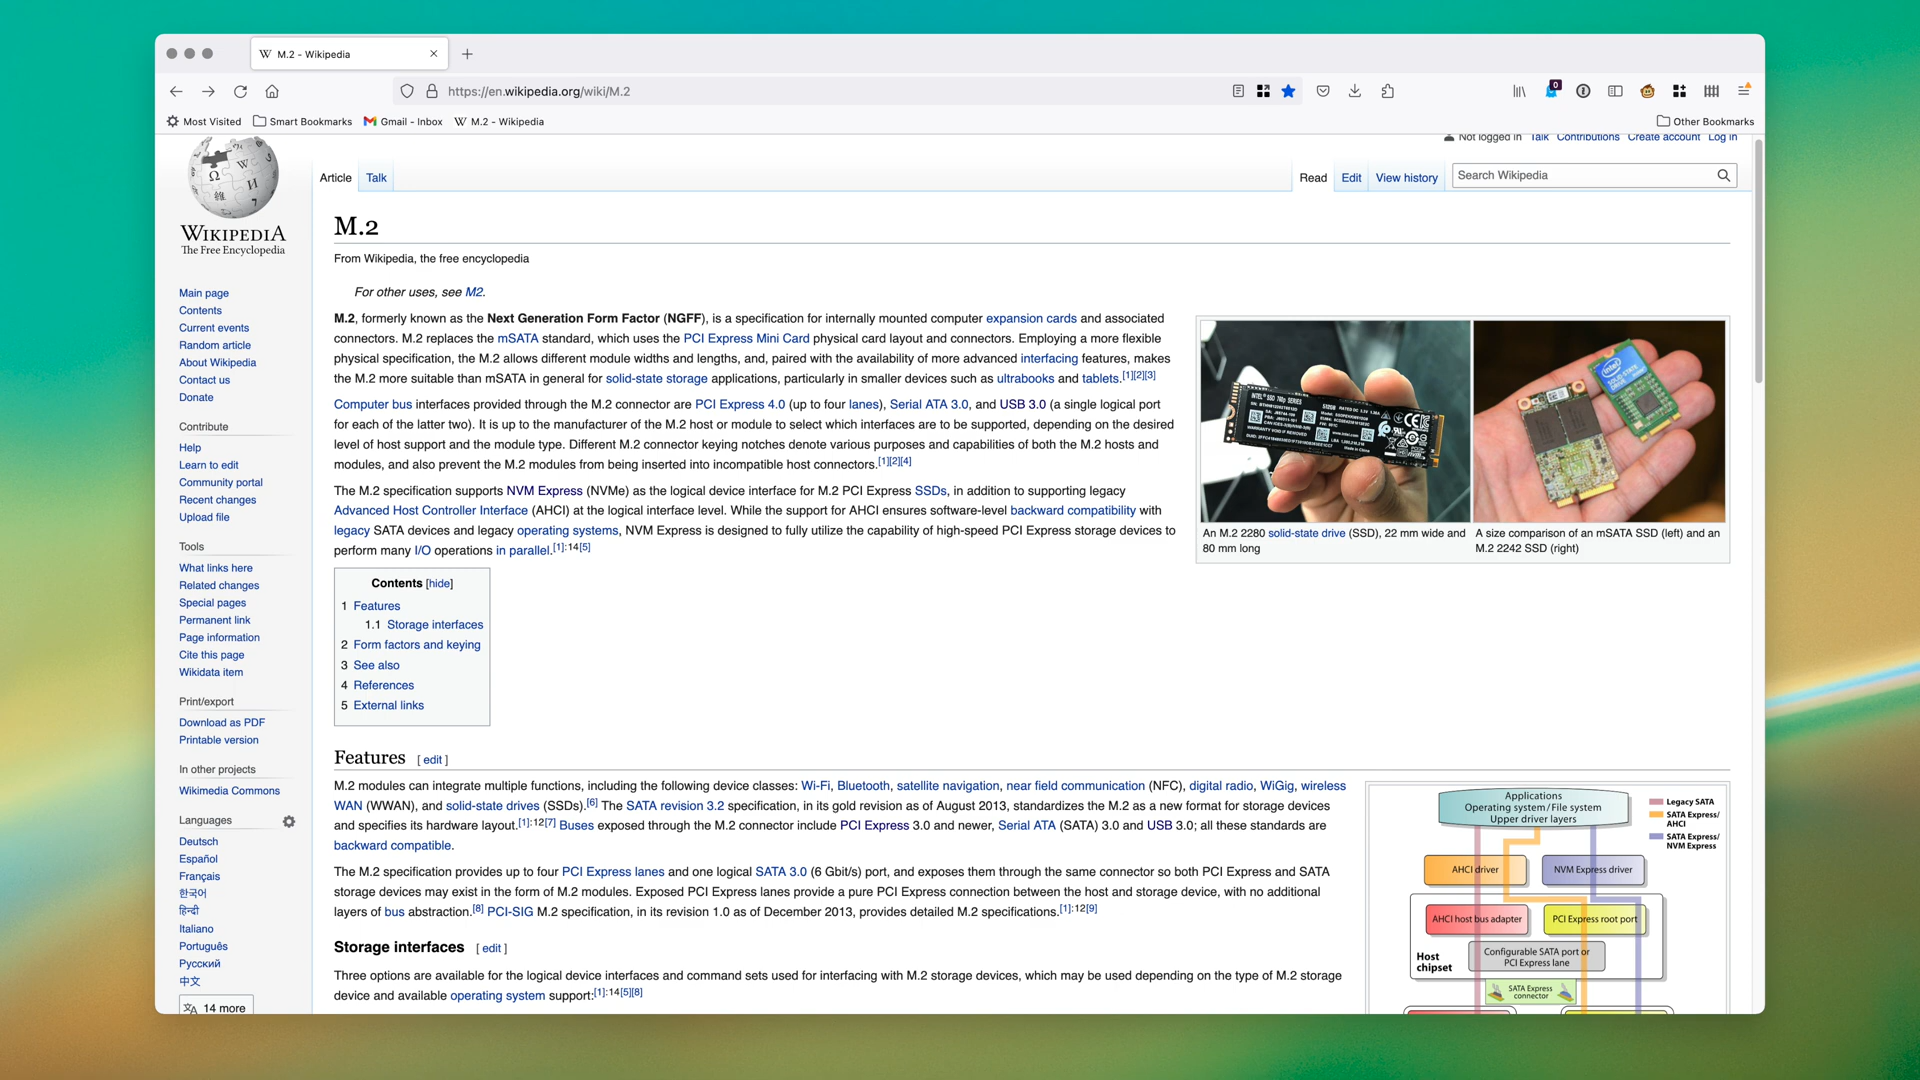 M.2 - Wikipedia
https://en.wikipedia.org/wiki/M.2
0
Most Visited
Smart Bookmarks
Gmail - Inbox
M.2 - Wikipedia
Other Bookmarks
Not logged in Talk Contributions Create account Log in
Article Talk
Read Edit View history
Search Wikipedia
WIKIPEDIA
The Free Encyclopedia
Main page
Contents
Current events
Random article
About Wikipedia
Contact us
Donate
Contribute
Help
Learn to edit
Community portal
Recent changes
Upload file
Tools
What links here
Related changes
Special pages
Permanent link
Page information
Cite this page
Wikidata item
Print/export
Download as PDF
Printable version
In other projects
Wikimedia Commons
Languages
Deutsch
Español
Français
한국어
हिन्दी
Italiano
Português
Русский
中文
14 more
M.2
From Wikipedia, the free encyclopedia
For other uses, see M2.
M.2, formerly known as the Next Generation Form Factor (NGFF), is a specification for internally mounted computer expansion cards and associated
connectors. M.2 replaces the mSATA standard, which uses the PCI Express Mini Card physical card layout and connectors. Employing a more flexible
physical specification, the M.2 allows different module widths and lengths, and, paired with the availability of more advanced interfacing features, makes
the M.2 more suitable than mSATA in general for solid-state storage applications, particularly in smaller devices such as ultrabooks and tablets.[1][2][3]
Computer bus interfaces provided through the M.2 connector are PCI Express 4.0 (up to four lanes), Serial ATA 3.0, and USB 3.0 (a single logical port
for each of the latter two). It is up to the manufacturer of the M.2 host or module to select which interfaces are to be supported, depending on the desired
level of host support and the module type. Different M.2 connector keying notches denote various purposes and capabilities of both the M.2 hosts and
modules, and also prevent the M.2 modules from being inserted into incompatible host connectors.[1][2][4]
The M.2 specification supports NVM Express (NVMe) as the logical device interface for M.2 PCI Express SSDs, in addition to supporting legacy
Advanced Host Controller Interface (AHCI) at the logical interface level. While the support for AHCI ensures software-level backward compatibility with
legacy SATA devices and legacy operating systems, NVM Express is designed to fully utilize the capability of high-speed PCI Express storage devices to
perform many I/O operations in parallel.[1]:14[5]
INTEL® SSD 760p SERIES
intel
SOLID-STATE
An M.2 2280 solid-state drive (SSD), 22 mm wide and
80 mm long
A size comparison of an mSATA SSD (left) and an
M.2 2242 SSD (right)
Contents [hide]
1 Features
1.1 Storage interfaces
2 Form factors and keying
3 See also
4 References
5 External links
Features [ edit ]
M.2 modules can integrate multiple functions, including the following device classes: Wi-Fi, Bluetooth, satellite navigation, near field communication (NFC), digital radio, WiGig, wireless
WAN (WWAN), and solid-state drives (SSDs).[6] The SATA revision 3.2 specification, in its gold revision as of August 2013, standardizes the M.2 as a new format for storage devices
and specifies its hardware layout.[1]:12[7] Buses exposed through the M.2 connector include PCI Express 3.0 and newer, Serial ATA (SATA) 3.0 and USB 3.0; all these standards are
backward compatible.
The M.2 specification provides up to four PCI Express lanes and one logical SATA 3.0 (6 Gbit/s) port, and exposes them through the same connector so both PCI Express and SATA
storage devices may exist in the form of M.2 modules. Exposed PCI Express lanes provide a pure PCI Express connection between the host and storage device, with no additional
layers of bus abstraction.[8] PCI-SIG M.2 specification, in its revision 1.0 as of December 2013, provides detailed M.2 specifications.[1]:12[9]
Storage interfaces [ edit ]
Three options are available for the logical device interfaces and command sets used for interfacing with M.2 storage devices, which may be used depending on the type of M.2 storage
device and available operating system support:[1]:14[5][8]
Applications
Operating system/File system
Upper driver layers
Legacy SATA
SATA Express/
AHCI
SATA Express/
NVM Express
AHCI driver
NVM Express driver
AHCI host bus adapter
PCI Express root port
Configurable SATA port or
PCI Express lane
Host
chipset
SATA Express
connector